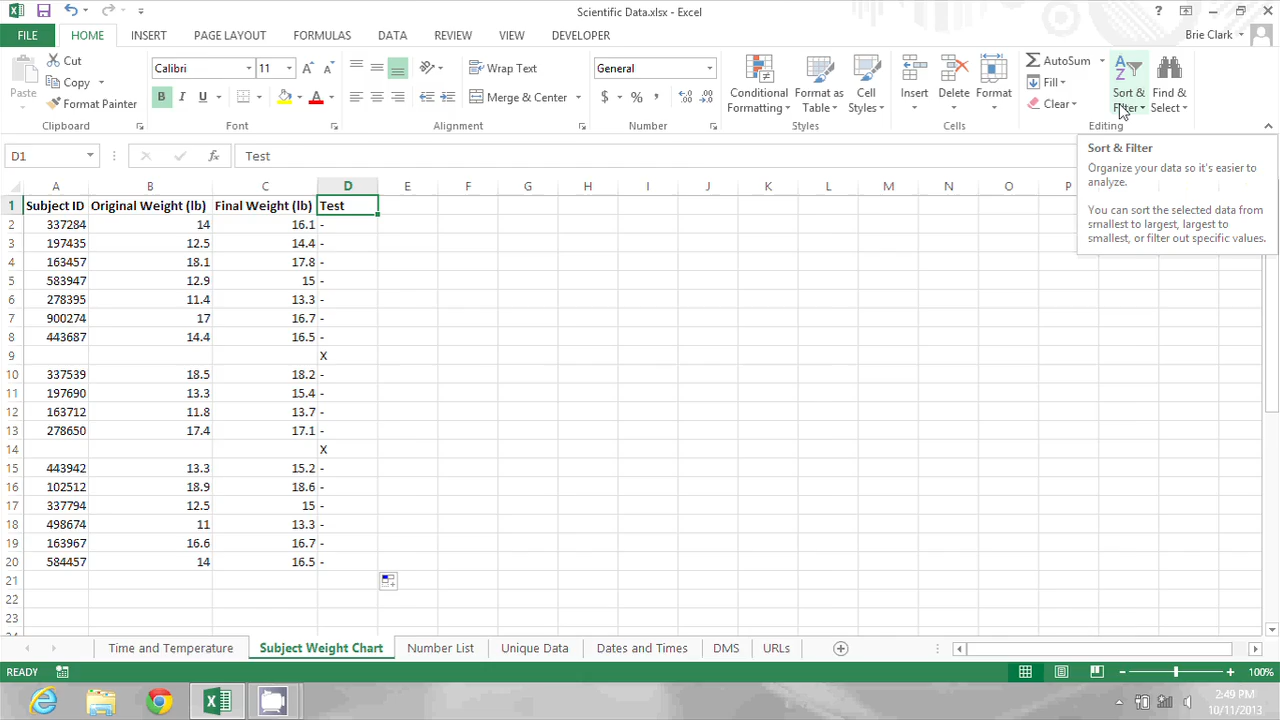 Scientific Data.xlsx - Excel
?
FILE HOME INSERT PAGE LAYOUT FORMULAS DATA REVIEW VIEW DEVELOPER Brie Clark
Paste Cut Copy Format Painter
Calibri 11
B I U A
Wrap Text
Merge & Center
General
$ % ,
Conditional Formatting
Format as Table
Cell Styles
Insert Delete Format
AutoSum
Fill
Clear
Sort & Filter
Find & Select
Clipboard Font Alignment Number Styles Cells Editing
D1 fx Test
Sort & Filter
Organize your data so it's easier to
analyze.
You can sort the selected data from
smallest to largest, largest to
smallest, or filter out specific values.
A B C D E F G H I J K L M N O P
1 Subject ID Original Weight (lb) Final Weight (lb) Test
2 337284 14 16.1 -
3 197435 12.5 14.4 -
4 163457 18.1 17.8 -
5 583947 12.9 15 -
6 278395 11.4 13.3 -
7 900274 17 16.7 -
8 443687 14.4 16.5 -
9 X
10 337539 18.5 18.2 -
11 197690 13.3 15.4 -
12 163712 11.8 13.7 -
13 278650 17.4 17.1 -
14 X
15 443942 13.3 15.2 -
16 102512 18.9 18.6 -
17 337794 12.5 15 -
18 498674 11 13.3 -
19 163967 16.6 16.7 -
20 584457 14 16.5 -
21
22
23
Time and Temperature Subject Weight Chart Number List Unique Data Dates and Times DMS URLs
READY 100%
2:49 PM
10/11/2013